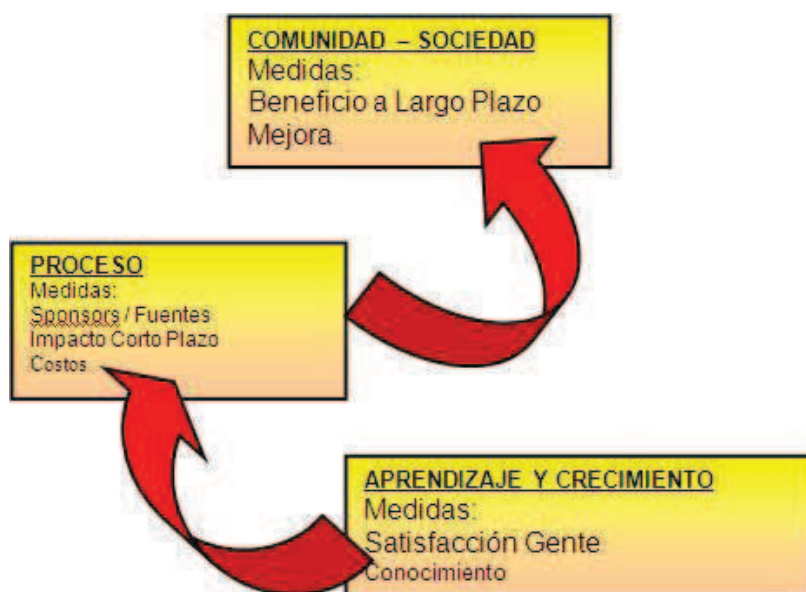 COMUNIDAD – SOCIEDAD
Medidas:
Beneficio a Largo Plazo
Mejora
PROCESO
Medidas:
Sponsors / Fuentes
Impacto Corto Plazo
Costos
APRENDIZAJE Y CRECIMIENTO
Medidas:
Satisfacción Gente
Conocimiento